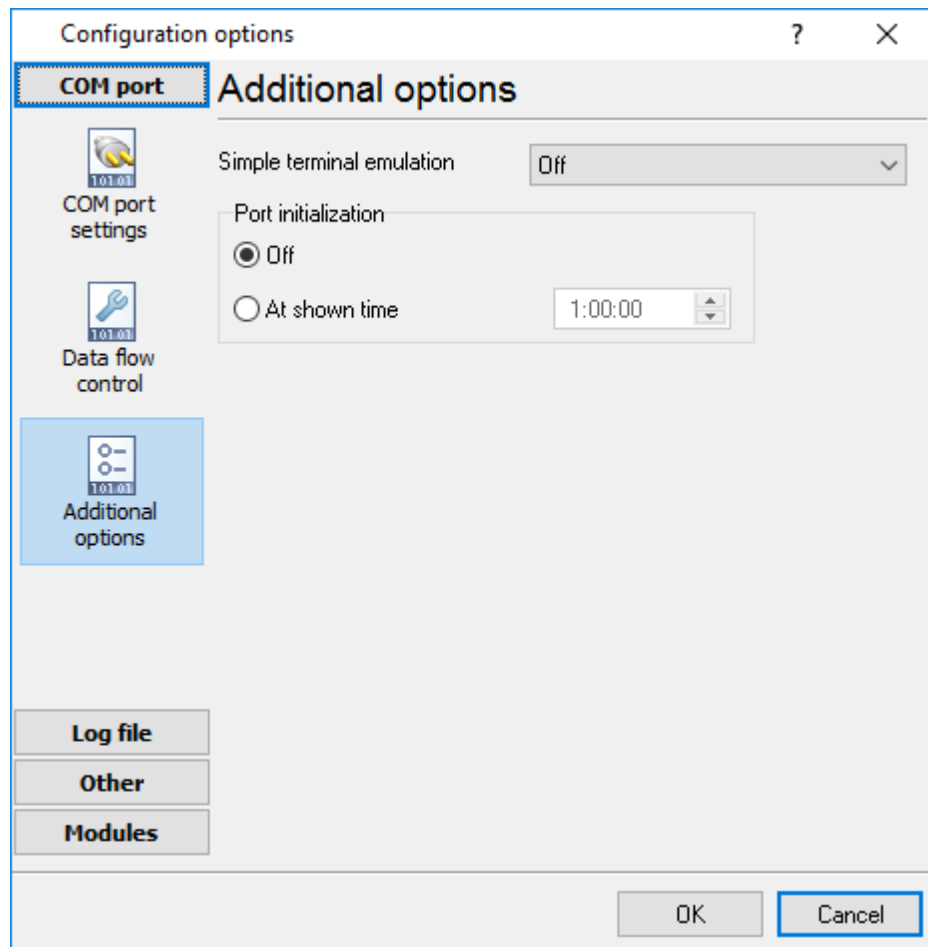 Configuration options
?
COM port
Additional options
101:01
COM port
settings
Simple terminal emulation
Off
Port initialization
Off
At shown time
1:00:00
101:01
Data flow
control
101:01
Additional
options
Log file
Other
Modules
OK
Cancel